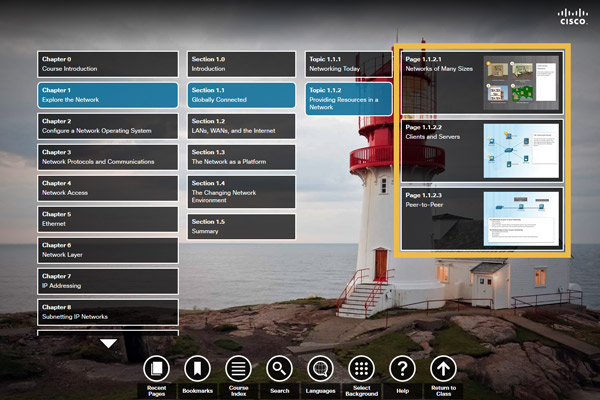 CISCO
Chapter 0
Course Introduction
Chapter 1
Explore the Network
Chapter 2
Configure a Network Operating System
Chapter 3
Network Protocols and Communications
Chapter 4
Network Access
Chapter 5
Ethernet
Chapter 6
Network Layer
Chapter 7
IP Addressing
Chapter 8
Subnetting IP Networks
Section 1.0
Introduction
Section 1.1
Globally Connected
Section 1.2
LANs, WANs, and the Internet
Section 1.3
The Network as a Platform
Section 1.4
The Changing Network
Environment
Section 1.5
Summary
Topic 1.1.1
Networking Today
Topic 1.1.2
Providing Resources in a
Network
Page 1.1.2.1
Networks of Many Sizes
Page 1.1.2.2
Clients and Servers
Page 1.1.2.3
Peer-to-Peer
Recent
Pages
Bookmarks
Course
Index
Search
Languages
Select
Background
Help
Return to
Class